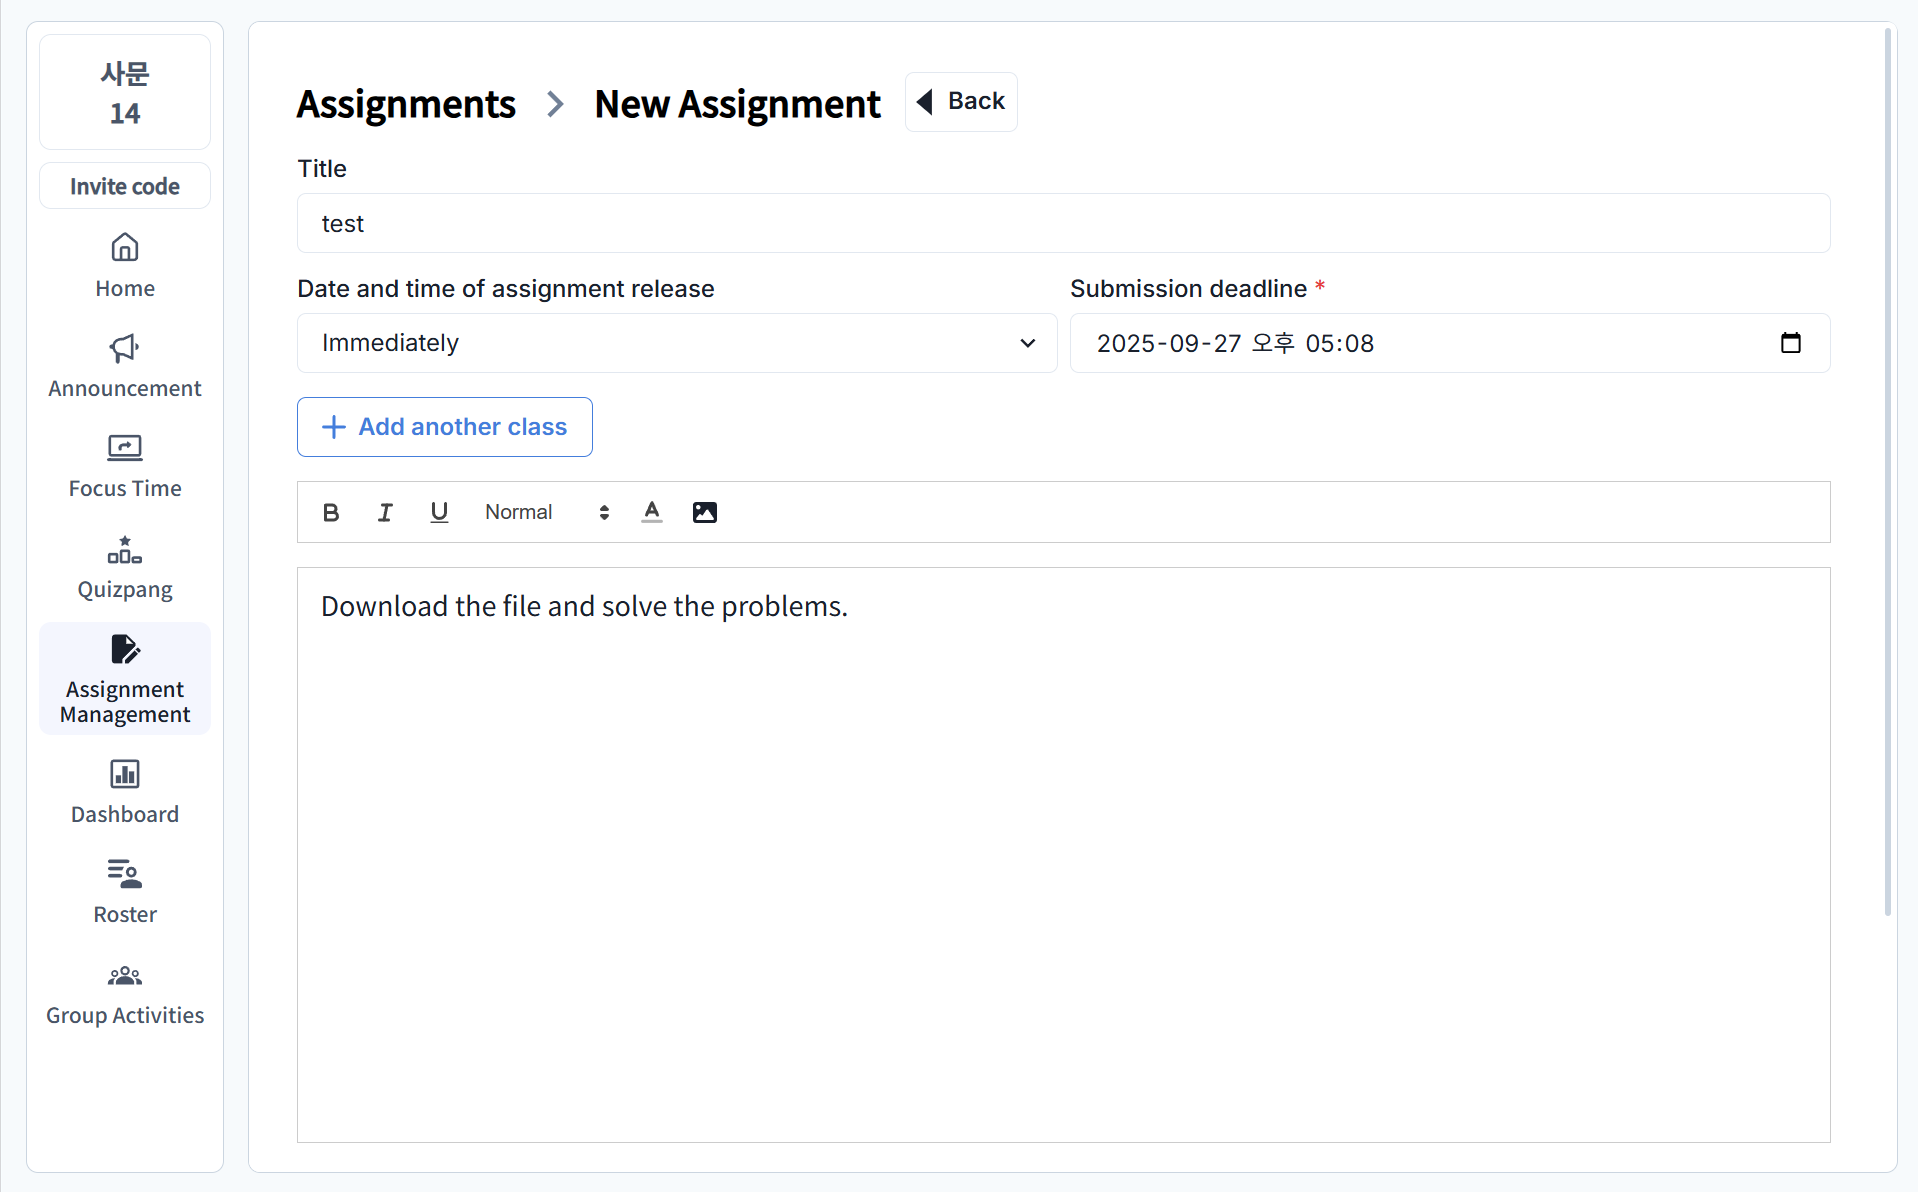 사문
14
Invite code
Home
Announcement
Focus Time
Quizpang
Assignment
Management
Dashboard
Roster
Group Activities
Assignments > New Assignment Back
Title
test
Date and time of assignment release
Immediately
Submission deadline *
2025-09-27 오후 05:08
+ Add another class
B I U Normal A
Download the file and solve the problems.